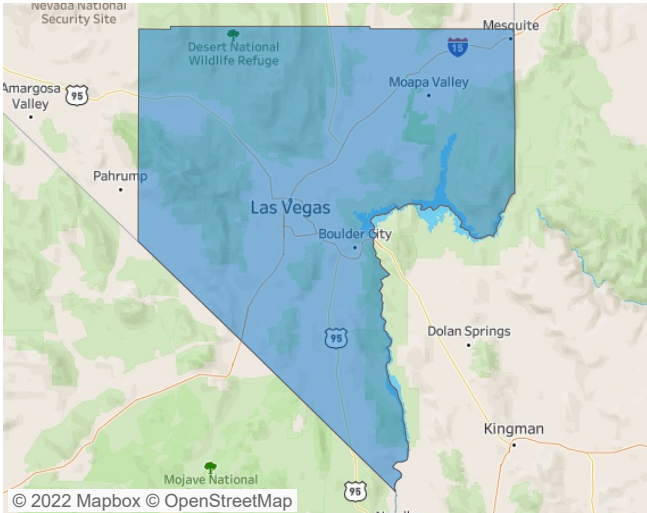 Nevada National
Security Site
Mesquite
Desert National
Wildlife Refuge
15
Moapa Valley
Amargosa
Valley
95
Pahrump
Las Vegas
Boulder City
95
Dolan Springs
Kingman
Mojave National
95
© 2022 Mapbox © OpenStreetMap